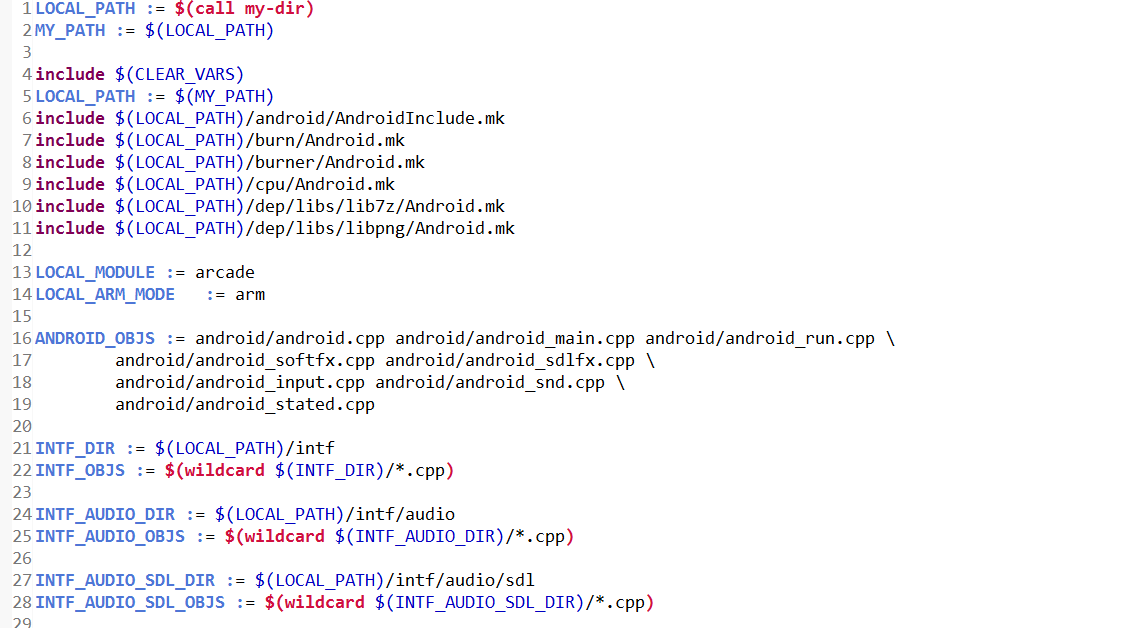 1 LOCAL_PATH := $(call my-dir)
2 MY_PATH := $(LOCAL_PATH)
3
4 include $(CLEAR_VARS)
5 LOCAL_PATH := $(MY_PATH)
6 include $(LOCAL_PATH)/android/AndroidInclude.mk
7 include $(LOCAL_PATH)/burn/Android.mk
8 include $(LOCAL_PATH)/burner/Android.mk
9 include $(LOCAL_PATH)/cpu/Android.mk
10 include $(LOCAL_PATH)/dep/libs/lib7z/Android.mk
11 include $(LOCAL_PATH)/dep/libs/libpng/Android.mk
12
13 LOCAL_MODULE := arcade
14 LOCAL_ARM_MODE   := arm
15
16 ANDROID_OBJS := android/android.cpp android/android_main.cpp android/android_run.cpp \
17         android/android_softfx.cpp android/android_sdlfx.cpp \
18         android/android_input.cpp android/android_snd.cpp \
19         android/android_stated.cpp
20
21 INTF_DIR := $(LOCAL_PATH)/intf
22 INTF_OBJS := $(wildcard $(INTF_DIR)/*.cpp)
23
24 INTF_AUDIO_DIR := $(LOCAL_PATH)/intf/audio
25 INTF_AUDIO_OBJS := $(wildcard $(INTF_AUDIO_DIR)/*.cpp)
26
27 INTF_AUDIO_SDL_DIR := $(LOCAL_PATH)/intf/audio/sdl
28 INTF_AUDIO_SDL_OBJS := $(wildcard $(INTF_AUDIO_SDL_DIR)/*.cpp)
29